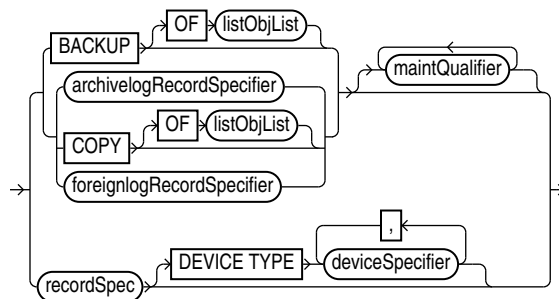 OF listObjList
BACKUP
maintQualifier
archivelogRecordSpecifier
OF listObjList
COPY
foreignlogRecordSpecifier
,
DEVICE TYPE deviceSpecifier
recordSpec